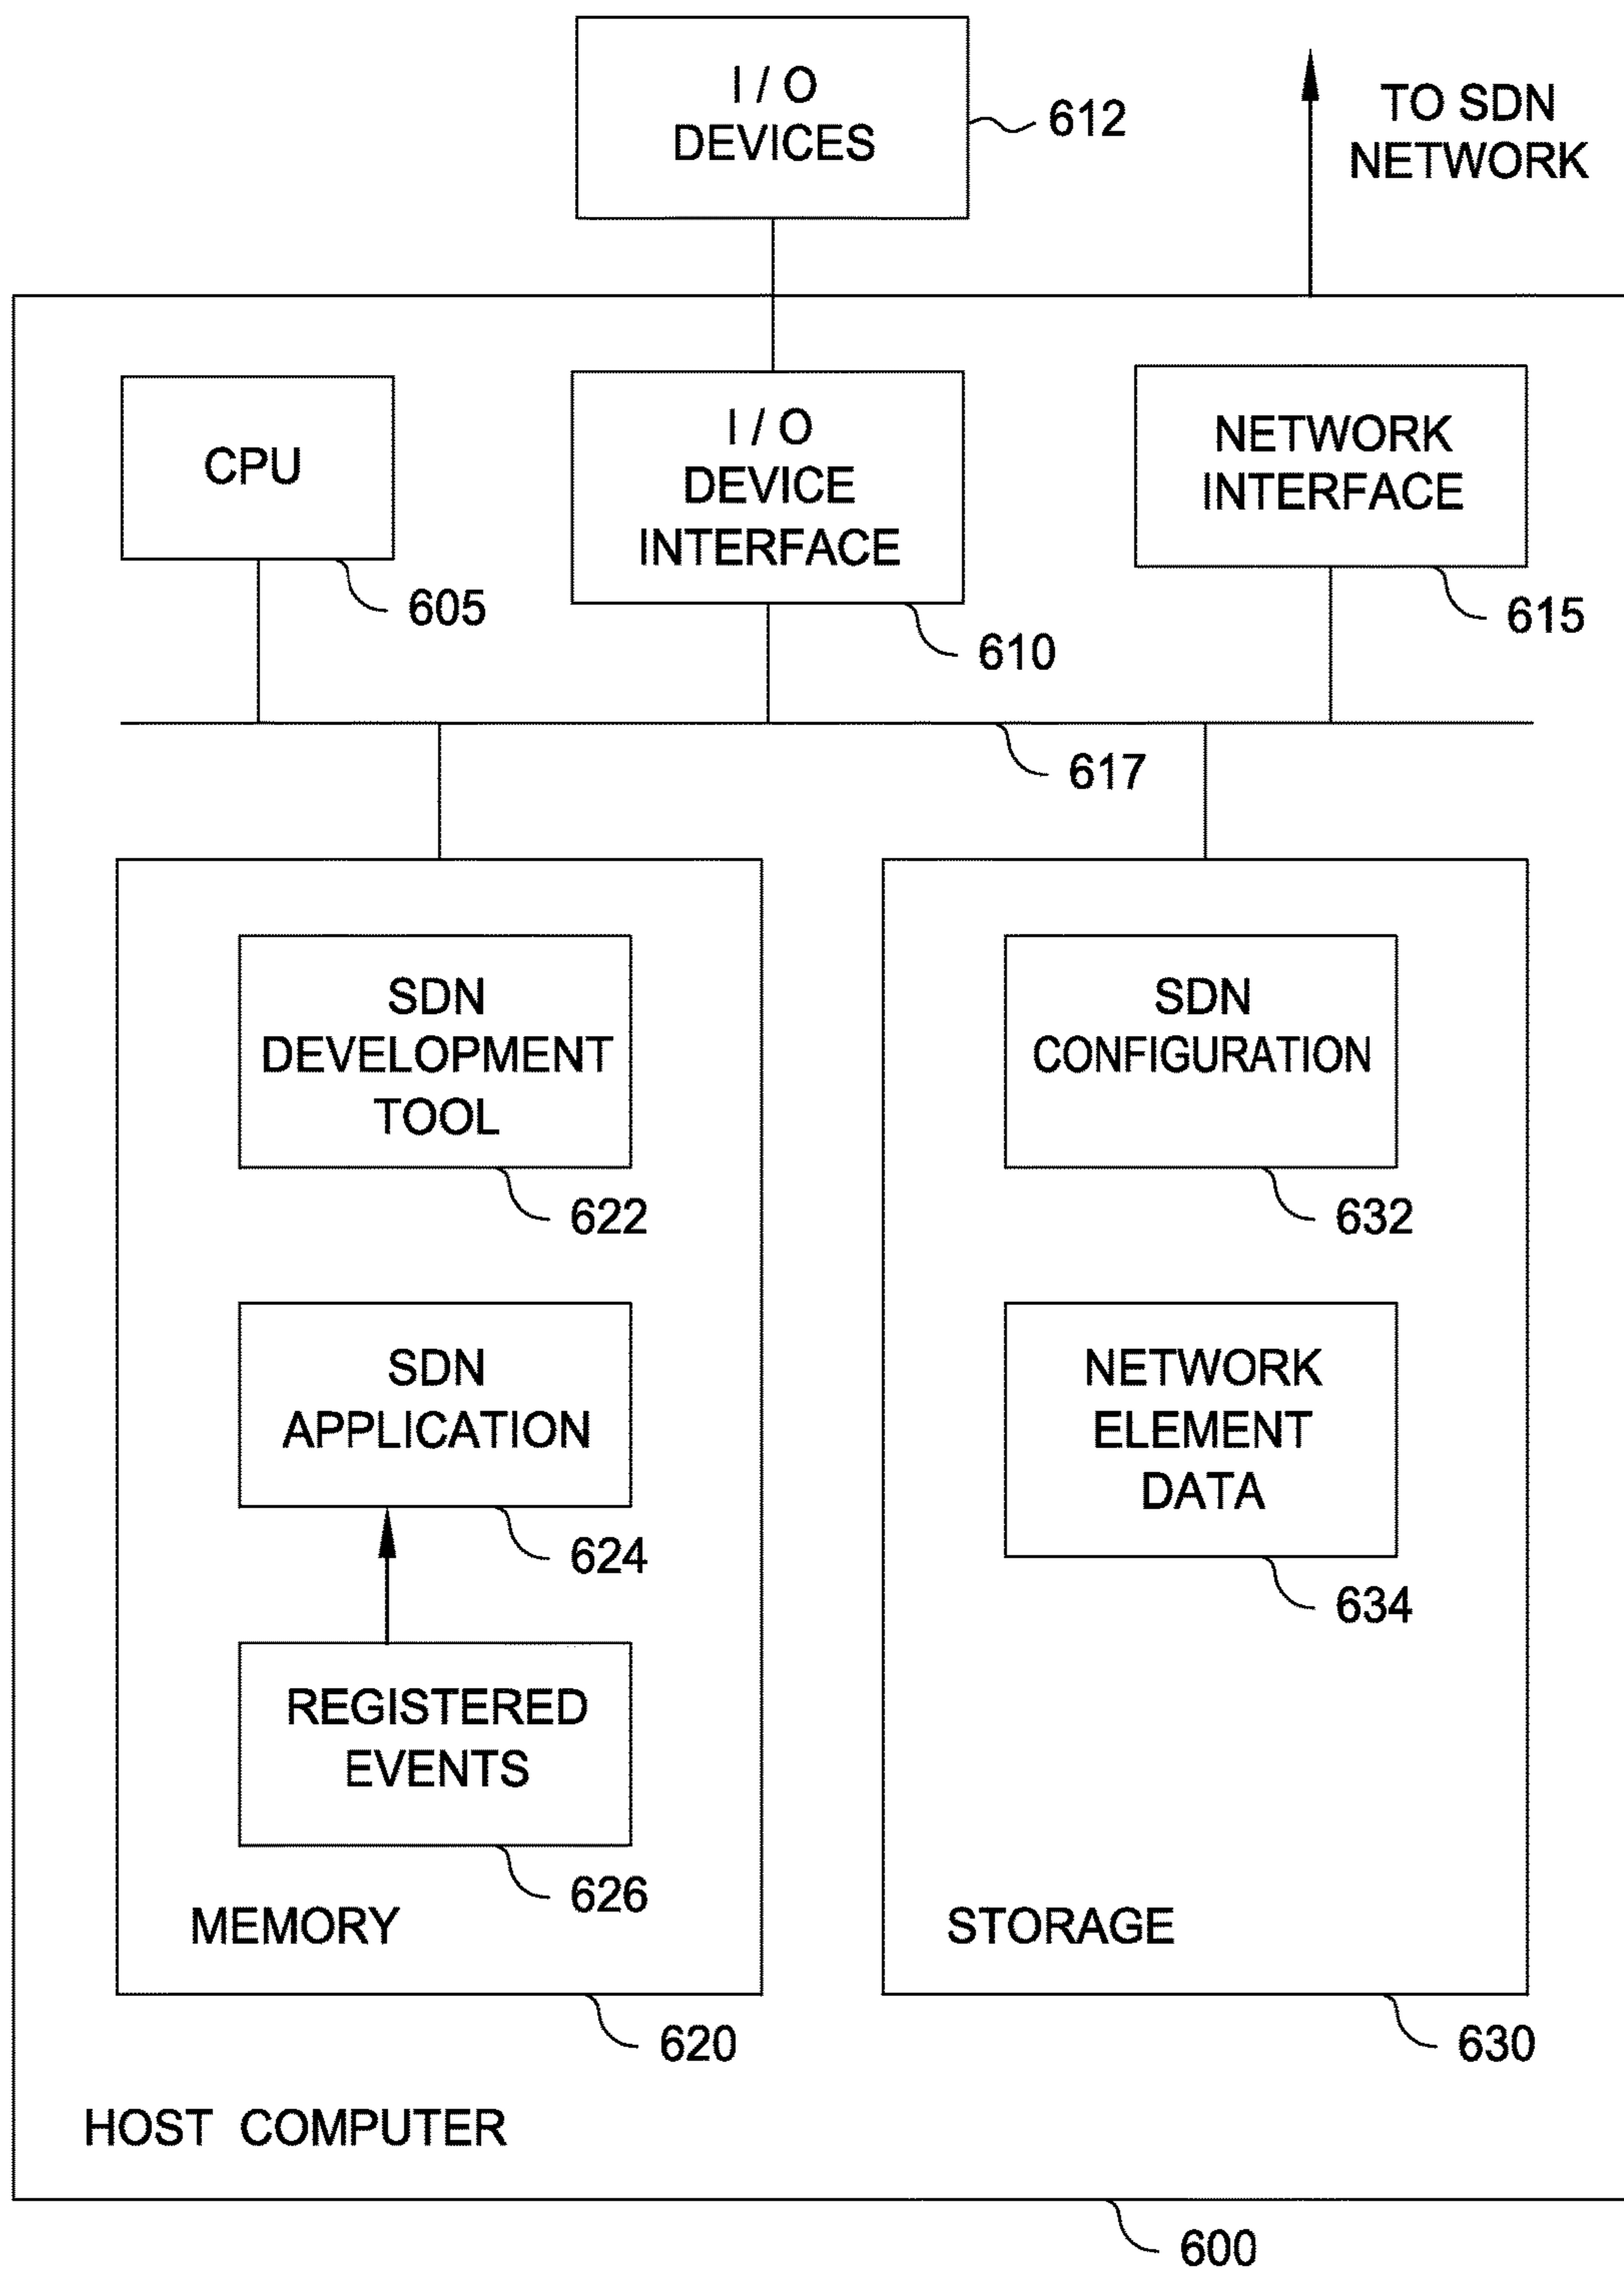 I / O
DEVICES
612
TO SDN
NETWORK
CPU
605
I / O
DEVICE
INTERFACE
610
NETWORK
INTERFACE
615
617
SDN
DEVELOPMENT
TOOL
622
SDN
APPLICATION
624
REGISTERED
EVENTS
626
MEMORY
620
SDN
CONFIGURATION
632
NETWORK
ELEMENT
DATA
634
STORAGE
630
HOST COMPUTER
600